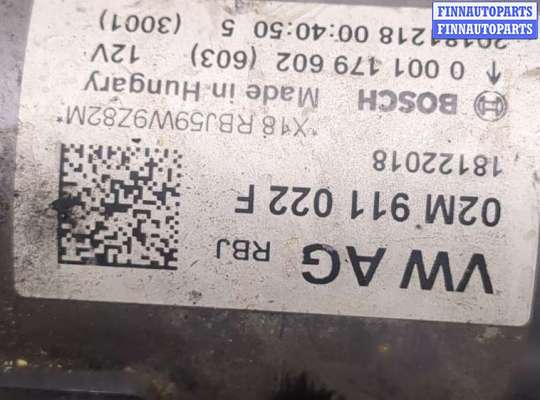 FINNAUTOPARTS
FINNAUTOPARTS
FINNAUTOPARTS
VW AG RBJ
02M 911 022 F
18122018
*X18 RBJ59W9Z82M*
BOSCH Made in Hungary
0 001 179 602 (603) 12V
20181218 00:40:50 5 (3001)